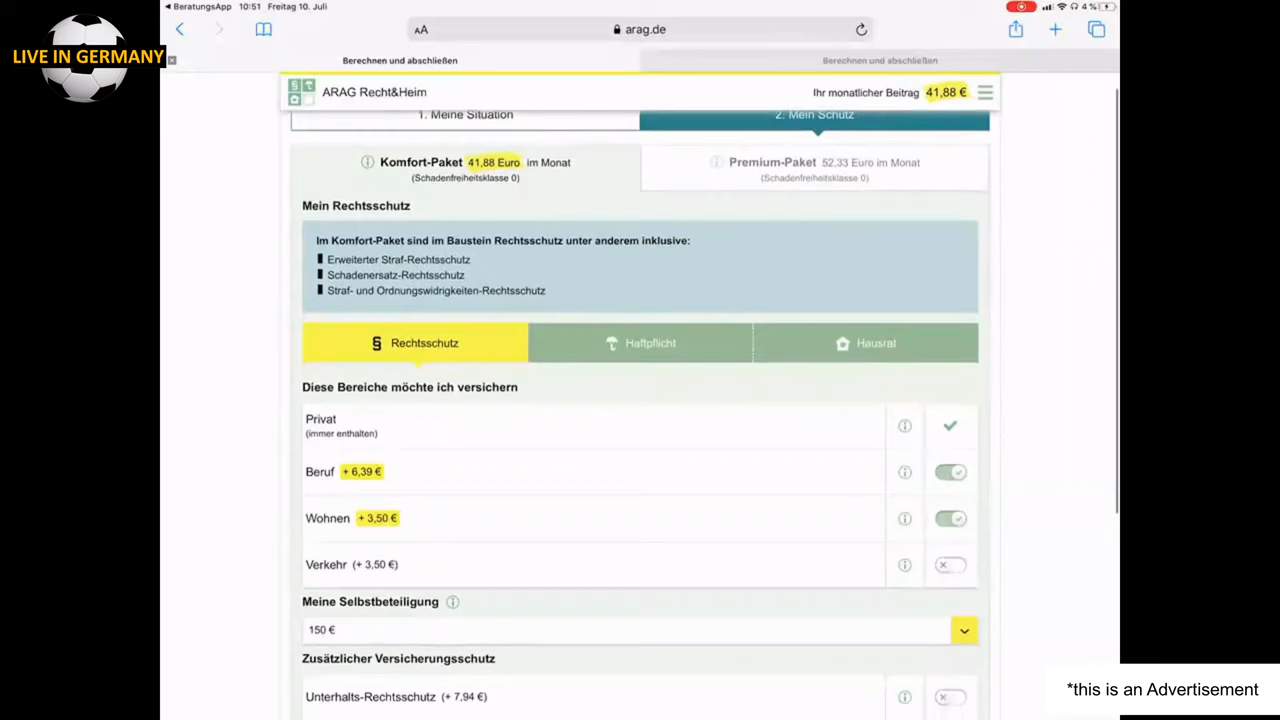 BeratungsApp 10:51 Freitag 10. Juli
4 %
AA arag.de
LIVE IN GERMANY
Berechnen und abschließen
Berechnen und abschließen
ARAG Recht&Heim
Ihr monatlicher Beitrag 41,88 €
1. Meine Situation
2. Mein Schutz
Komfort-Paket 41,88 Euro im Monat
(Schadenfreiheitsklasse 0)
Premium-Paket 52,33 Euro im Monat
(Schadenfreiheitsklasse 0)
Mein Rechtsschutz
Im Komfort-Paket sind im Baustein Rechtsschutz unter anderem inklusive:
Erweiterter Straf-Rechtsschutz
Schadenersatz-Rechtsschutz
Straf- und Ordnungswidrigkeiten-Rechtsschutz
§ Rechtsschutz
Haftpflicht
Hausrat
Diese Bereiche möchte ich versichern
Privat
(immer enthalten)
Beruf + 6,39 €
Wohnen + 3,50 €
Verkehr (+ 3,50 €)
Meine Selbstbeteiligung
150 €
Zusätzlicher Versicherungsschutz
Unterhalts-Rechtsschutz (+ 7,94 €)
*this is an Advertisement